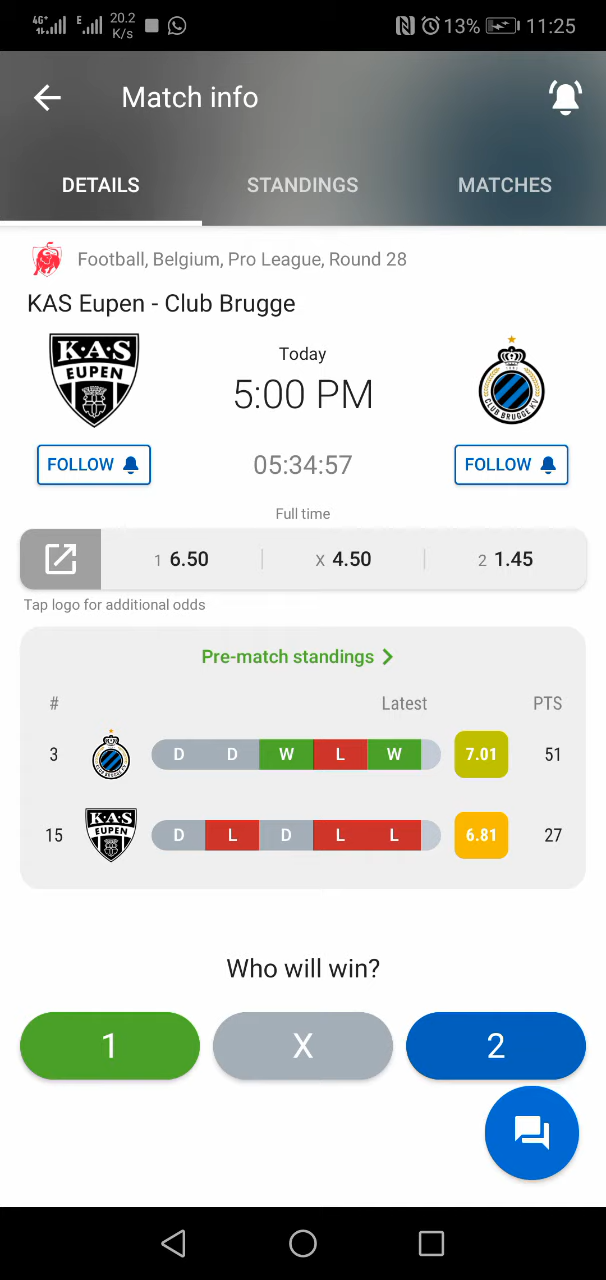 4G+ E 20.2 K/s 13% 11:25
Match info
DETAILS STANDINGS MATCHES
Football, Belgium, Pro League, Round 28
KAS Eupen - Club Brugge
K·A·S
EUPEN
CLUB BRUGGE KV
Today
5:00 PM
FOLLOW 05:34:57 FOLLOW
Full time
1 6.50 X 4.50 2 1.45
Tap logo for additional odds
Pre-match standings
# Latest PTS
3 D D W L W 7.01 51
K·A·S
EUPEN
15 D L D L L 6.81 27
Who will win?
1 X 2